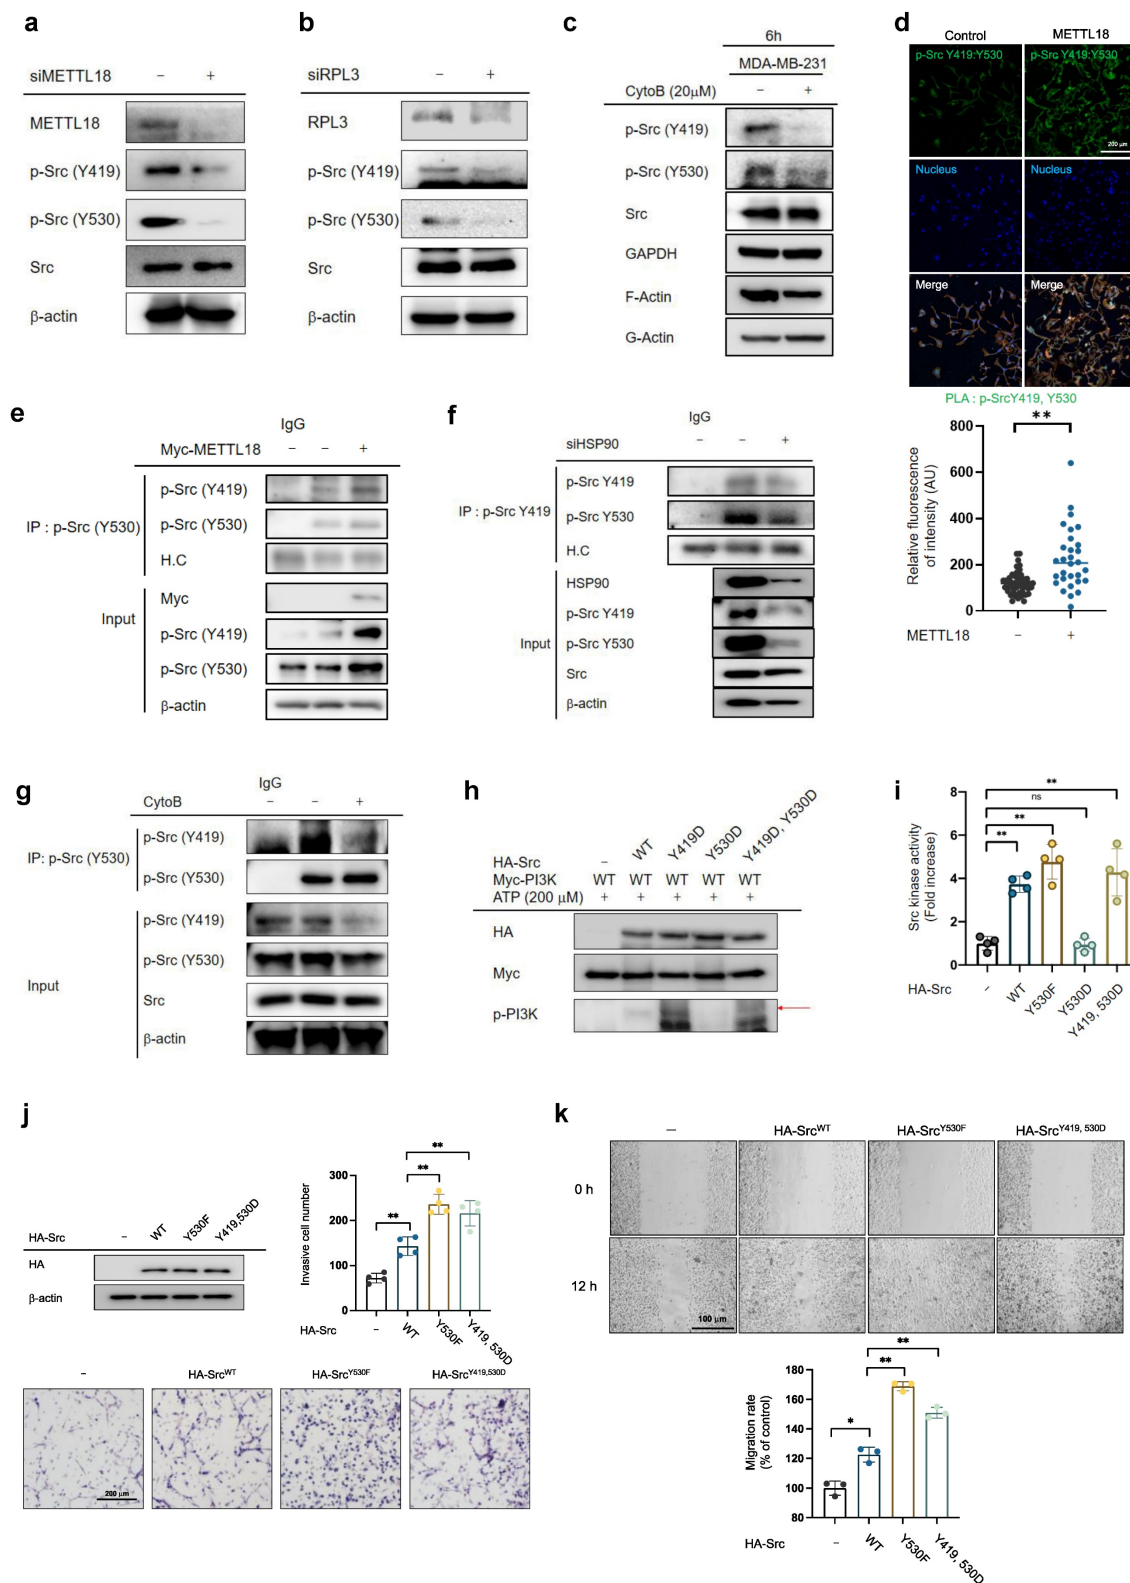 a
siMETTL18 – +
METTL18
p-Src (Y419)
p-Src (Y530)
Src
β-actin
b
siRPL3 – +
RPL3
p-Src (Y419)
p-Src (Y530)
Src
β-actin
c
6h
MDA-MB-231
CytoB (20μM) – +
p-Src (Y419)
p-Src (Y530)
Src
GAPDH
F-Actin
G-Actin
d
Control METTL18
p-Src Y419:Y530 p-Src Y419:Y530
200 μm
Nucleus Nucleus
Merge Merge
PLA : p-SrcY419, Y530
**
800
600
400
200
0
Relative fluorescence
of intensity (AU)
METTL18 – +
e
IgG
Myc-METTL18 – – +
IP : p-Src (Y530)
p-Src (Y419)
p-Src (Y530)
H.C
Input
Myc
p-Src (Y419)
p-Src (Y530)
β-actin
f
IgG
siHSP90 – – +
IP : p-Src Y419
p-Src Y419
p-Src Y530
H.C
Input
HSP90
p-Src Y419
p-Src Y530
Src
β-actin
g
IgG
CytoB – – +
IP: p-Src (Y530)
p-Src (Y419)
p-Src (Y530)
Input
p-Src (Y419)
p-Src (Y530)
Src
β-actin
h
HA-Src – WT Y419D Y530D Y419D, Y530D
Myc-PI3K WT WT WT WT WT
ATP (200 μM) + + + + +
HA
Myc
p-PI3K
i
**
ns
**
**
8
6
4
2
0
Src kinase activity
(Fold increase)
HA-Src – WT Y530F Y530D Y419, 530D
j
HA-Src – WT Y530F Y419,530D
HA
β-actin
**
**
**
300
200
100
0
Invasive cell number
HA-Src – WT Y530F Y419, 530D
– HA-SrcWT HA-SrcY530F HA-SrcY419,530D
200 μm
k
– HA-SrcWT HA-SrcY530F HA-SrcY419, 530D
0 h
12 h
100 μm
**
**
*
180
160
140
120
100
80
Migration rate
(% of control)
HA-Src – WT Y530F Y419, 530D